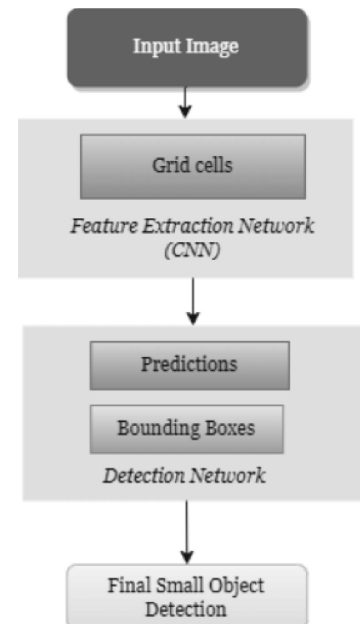 Input Image
Grid cells
Feature Extraction Network
(CNN)
Predictions
Bounding Boxes
Detection Network
Final Small Object
Detection